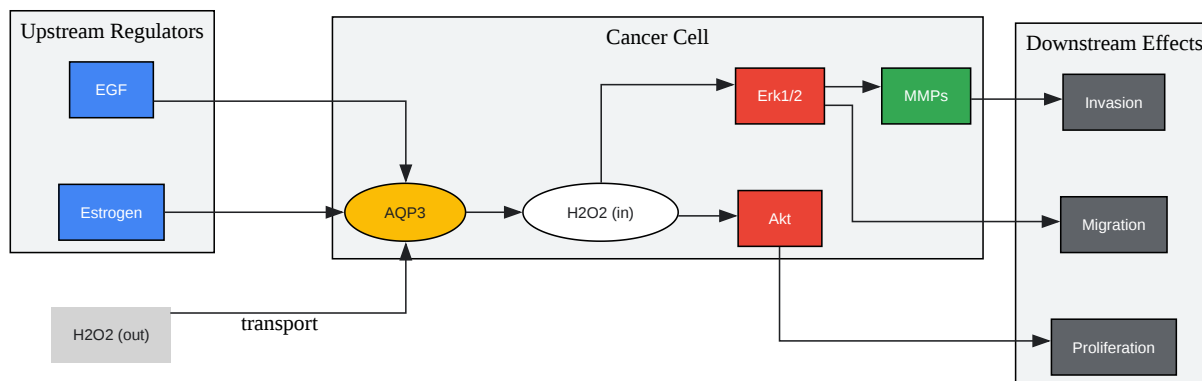 Upstream Regulators
EGF
Estrogen
H2O2 (out)
transport
Cancer Cell
AQP3
H2O2 (in)
Erk1/2
MMPs
Akt
Downstream Effects
Invasion
Migration
Proliferation